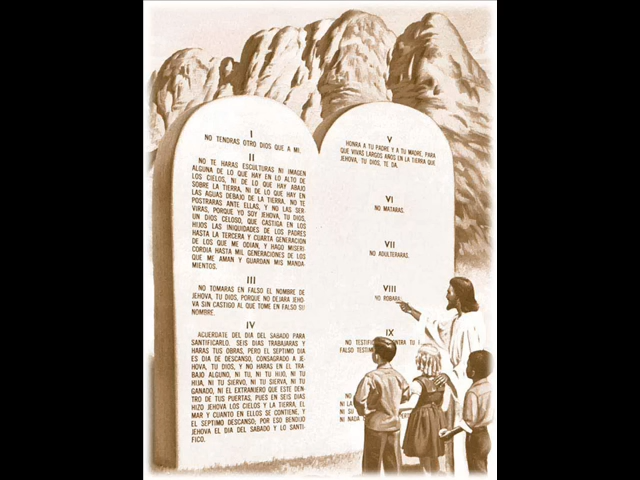 I
NO TENDRAS OTRO DIOS QUE A MI.
II
NO TE HARAS ESCULTURAS NI IMAGEN
ALGUNA DE LO QUE HAY EN LO ALTO DE
LOS CIELOS, NI DE LO QUE HAY ABAJO
SOBRE LA TIERRA, NI DE LO QUE HAY EN
LAS AGUAS DEBAJO DE LA TIERRA. NO TE
POSTRARAS ANTE ELLAS, Y NO LAS SER-
VIRAS, PORQUE YO SOY JEHOVA, TU DIOS,
UN DIOS CELOSO, QUE CASTIGA EN LOS
HIJOS LAS INIQUIDADES DE LOS PADRES
HASTA LA TERCERA Y CUARTA GENERACION
DE LOS QUE ME ODIAN, Y HAGO MISERI-
CORDIA HASTA MIL GENERACIONES DE LOS
QUE ME AMAN Y GUARDAN MIS MANDA-
MIENTOS.
III
NO TOMARAS EN FALSO EL NOMBRE DE
JEHOVA, TU DIOS, PORQUE NO DEJARA JEHO-
VA SIN CASTIGO AL QUE TOME EN FALSO SU
NOMBRE.
IV
ACUERDATE DEL DIA DEL SABADO PARA
SANTIFICARLO. SEIS DIAS TRABAJARAS Y
HARAS TUS OBRAS, PERO EL SEPTIMO DIA
ES DIA DE DESCANSO, CONSAGRADO A JE-
HOVA, TU DIOS, Y NO HARAS EN EL TRA-
BAJO ALGUNO, NI TU, NI TU HIJO, NI TU
HIJA, NI TU SIERVO, NI TU SIERVA, NI TU
GANADO, NI EL EXTRANJERO QUE ESTE DEN-
TRO DE TUS PUERTAS, PUES EN SEIS DIAS
HIZO JEHOVA LOS CIELOS Y LA TIERRA, EL
MAR Y CUANTO EN ELLOS SE CONTIENE, Y
EL SEPTIMO DESCANSO; POR ESO BENDIJO
JEHOVA EL DIA DEL SABADO Y LO SANTI-
FICO.
V
HONRA A TU PADRE Y A TU MADRE, PARA
QUE VIVAS LARGOS AÑOS EN LA TIERRA QUE
JEHOVA, TU DIOS, TE DA.
VI
NO MATARAS.
VII
NO ADULTERARAS.
VIII
NO ROBARAS
IX
NO TESTIFIC NTRA TU
FALSO TESTIM
NO
NI LA
NI SU
NI NADA